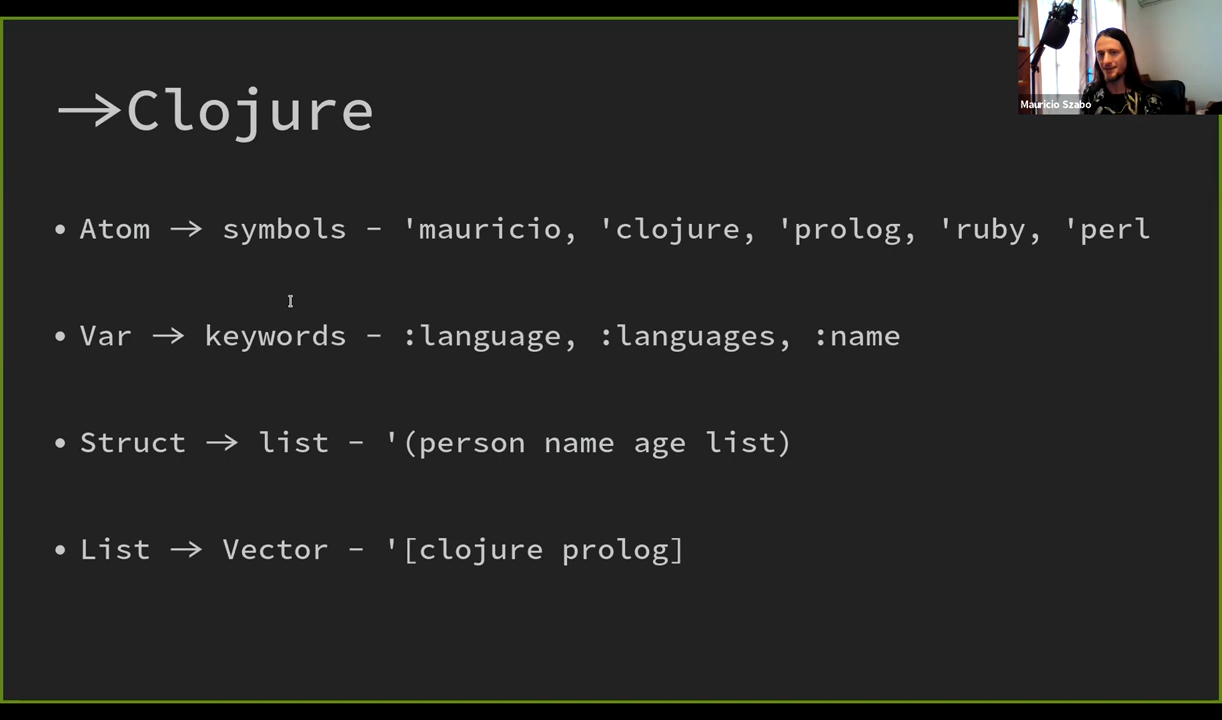 →Clojure
Mauricio Szabo
• Atom → symbols - 'mauricio, 'clojure, 'prolog, 'ruby, 'perl
• Var → keywords - :language, :languages, :name
• Struct → list - '(person name age list)
• List → Vector - '[clojure prolog]